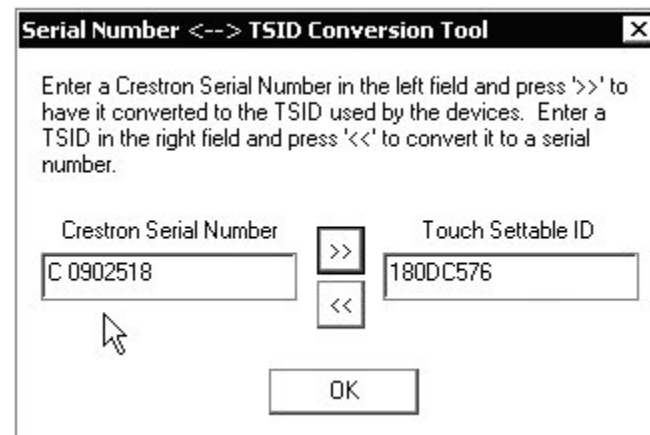 Serial Number <--> TSID Conversion Tool
Enter a Crestron Serial Number in the left field and press '>>' to
have it converted to the TSID used by the devices.  Enter a
TSID in the right field and press '<<' to convert it to a serial
number.
Crestron Serial Number
>>
Touch Settable ID
C 0902518
180DC576
<<
OK